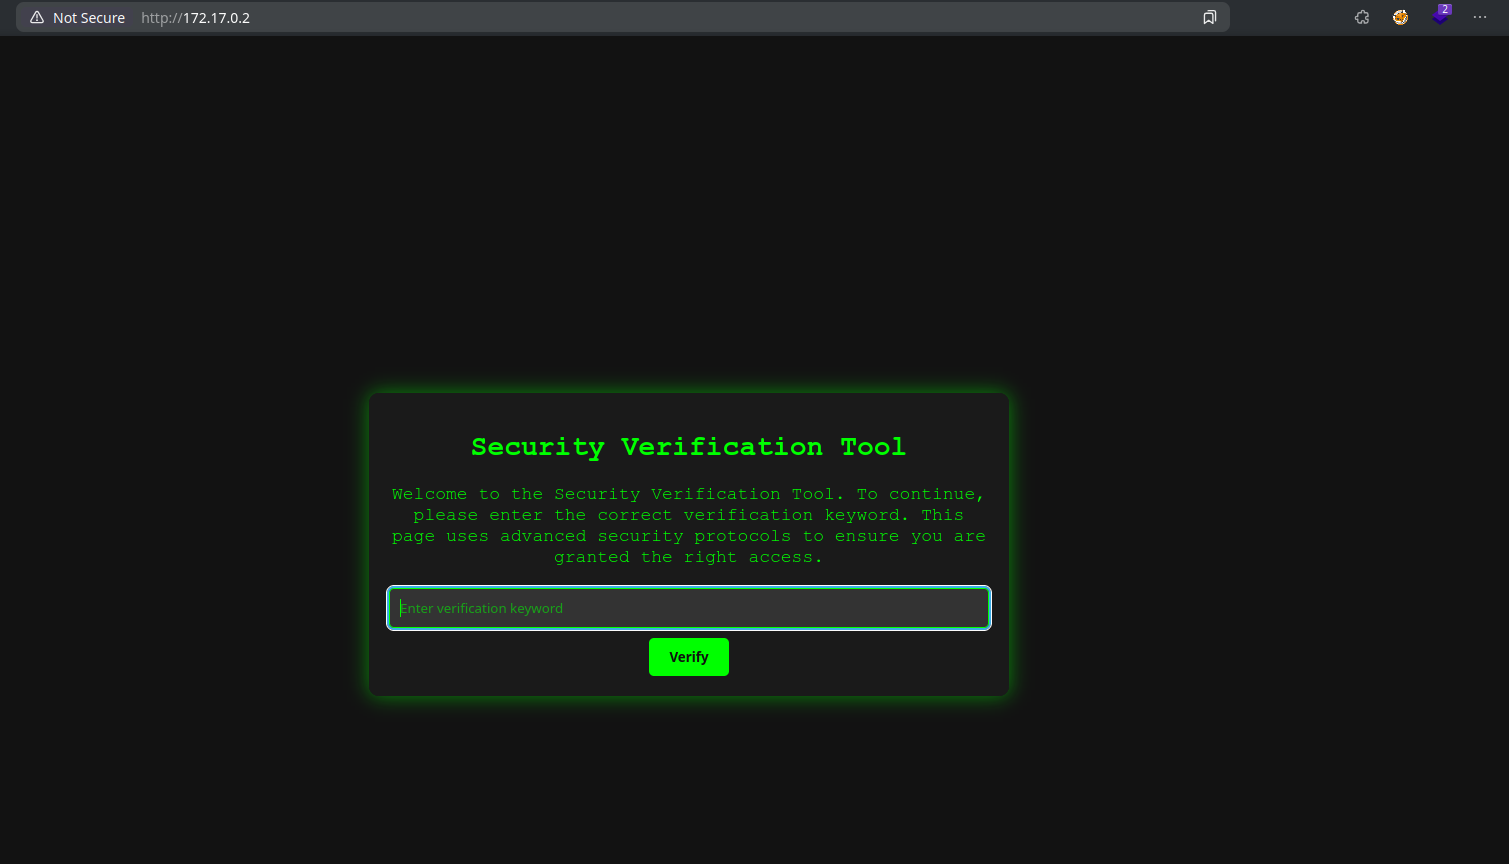 Not Secure http://172.17.0.2
2
Security Verification Tool
Welcome to the Security Verification Tool. To continue,
please enter the correct verification keyword. This
page uses advanced security protocols to ensure you are
granted the right access.
Enter verification keyword
Verify